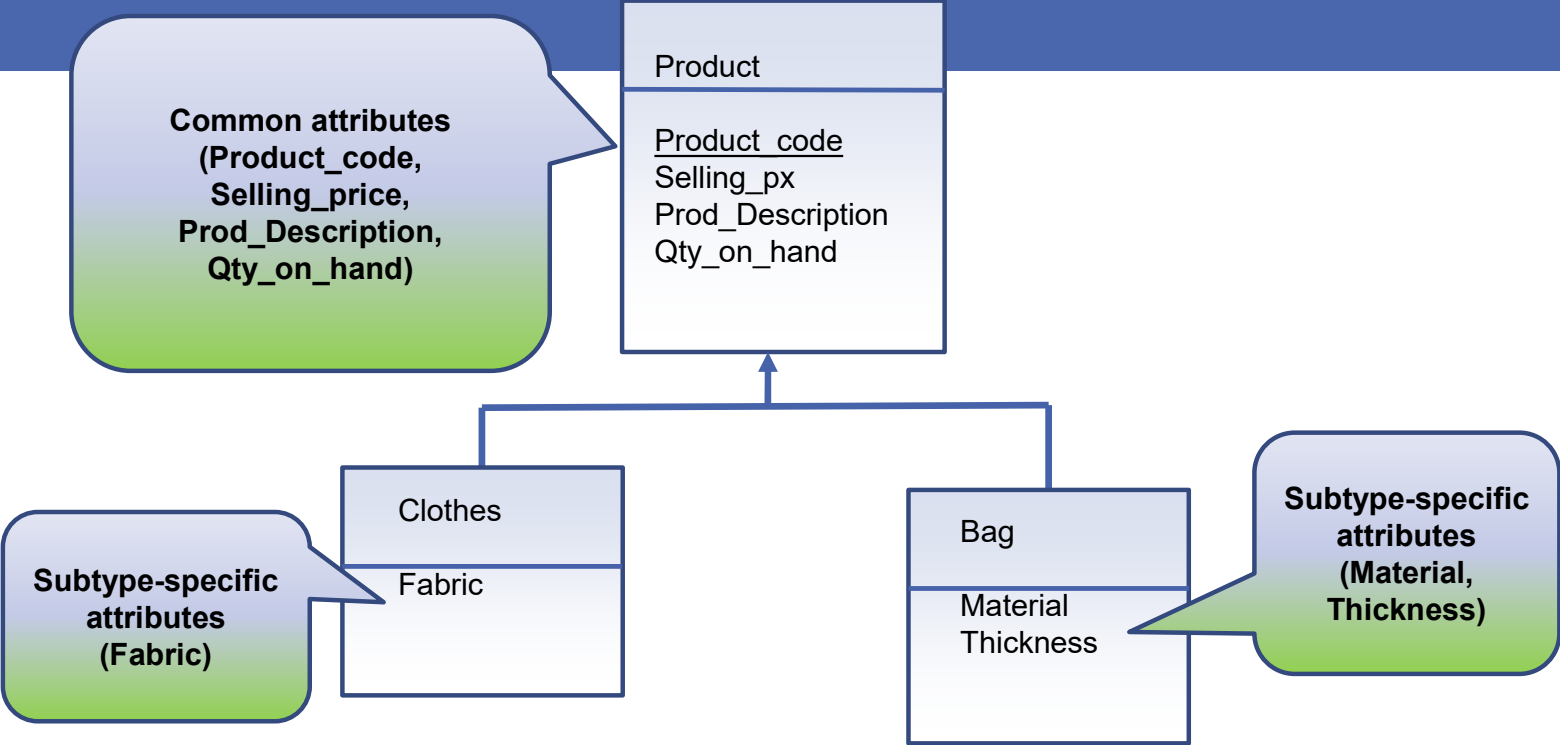 Common attributes
(Product_code,
Selling_price,
Prod_Description,
Qty_on_hand)
Product
Product_code
Selling_px
Prod_Description
Qty_on_hand
Subtype-specific
attributes
(Fabric)
Clothes
Fabric
Bag
Material
Thickness
Subtype-specific
attributes
(Material,
Thickness)